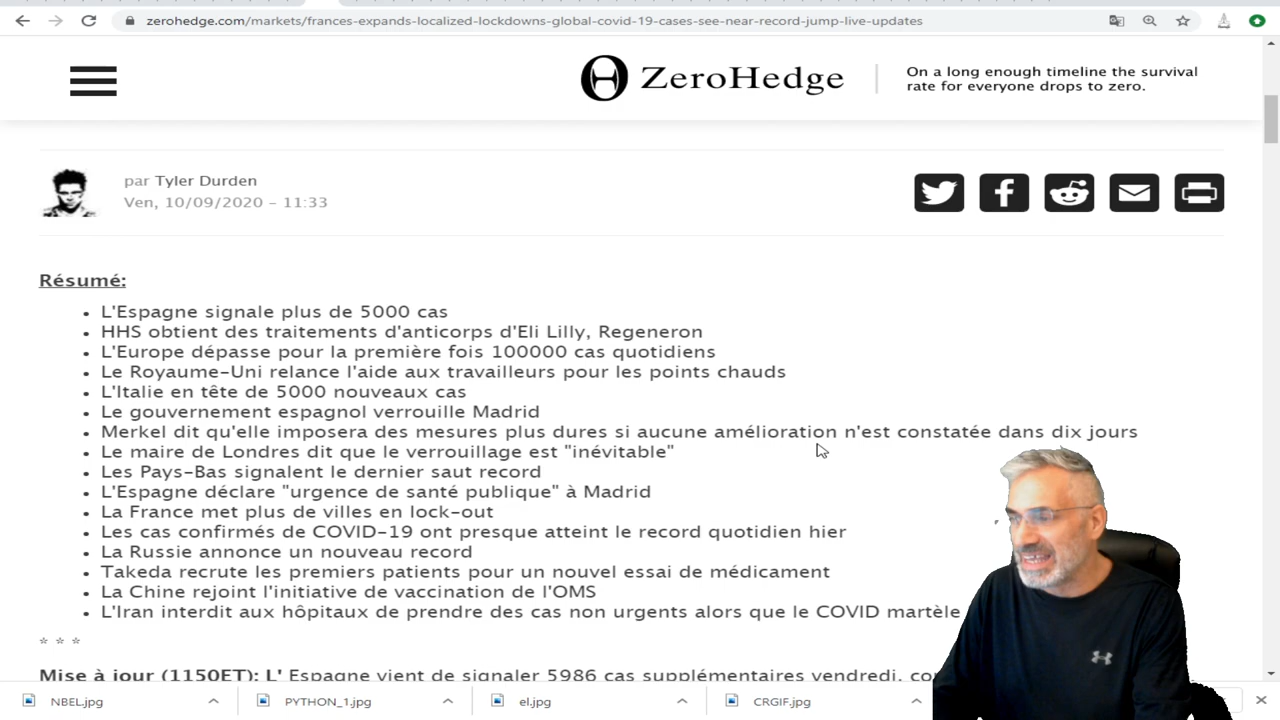 zerohedge.com/markets/frances-expands-localized-lockdowns-global-covid-19-cases-see-near-record-jump-live-updates
ZeroHedge
On a long enough timeline the survival
rate for everyone drops to zero.
par Tyler Durden
Ven, 10/09/2020 - 11:33
Résumé:
• L'Espagne signale plus de 5000 cas
• HHS obtient des traitements d'anticorps d'Eli Lilly, Regeneron
• L'Europe dépasse pour la première fois 100000 cas quotidiens
• Le Royaume-Uni relance l'aide aux travailleurs pour les points chauds
• L'Italie en tête de 5000 nouveaux cas
• Le gouvernement espagnol verrouille Madrid
• Merkel dit qu'elle imposera des mesures plus dures si aucune amélioration n'est constatée dans dix jours
• Le maire de Londres dit que le verrouillage est "inévitable"
• Les Pays-Bas signalent le dernier saut record
• L'Espagne déclare "urgence de santé publique" à Madrid
• La France met plus de villes en lock-out
• Les cas confirmés de COVID-19 ont presque atteint le record quotidien hier
• La Russie annonce un nouveau record
• Takeda recrute les premiers patients pour un nouvel essai de médicament
• La Chine rejoint l'initiative de vaccination de l'OMS
• L'Iran interdit aux hôpitaux de prendre des cas non urgents alors que le COVID martèle
* * *
Mise à jour (1150ET): L' Espagne vient de signaler 5986 cas supplémentaires vendredi,
NBEL.jpg
PYTHON_1.jpg
el.jpg
CRGIF.jpg